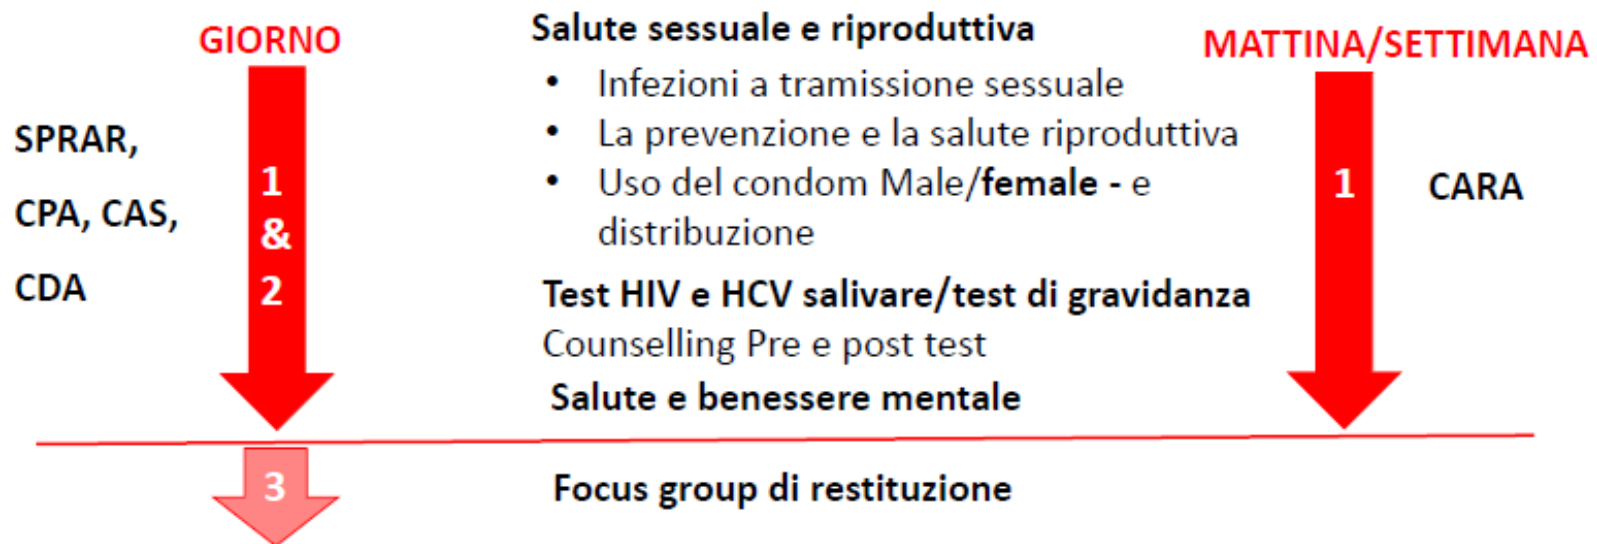 GIORNO
SPRAR,
CPA, CAS,
CDA
1
&
2
Salute sessuale e riproduttiva
• Infezioni a tramissione sessuale
• La prevenzione e la salute riproduttiva
• Uso del condom Male/female - e
distribuzione
Test HIV e HCV salivare/test di gravidanza
Counselling Pre e post test
Salute e benessere mentale
MATTINA/SETTIMANA
1
CARA
3
Focus group di restituzione